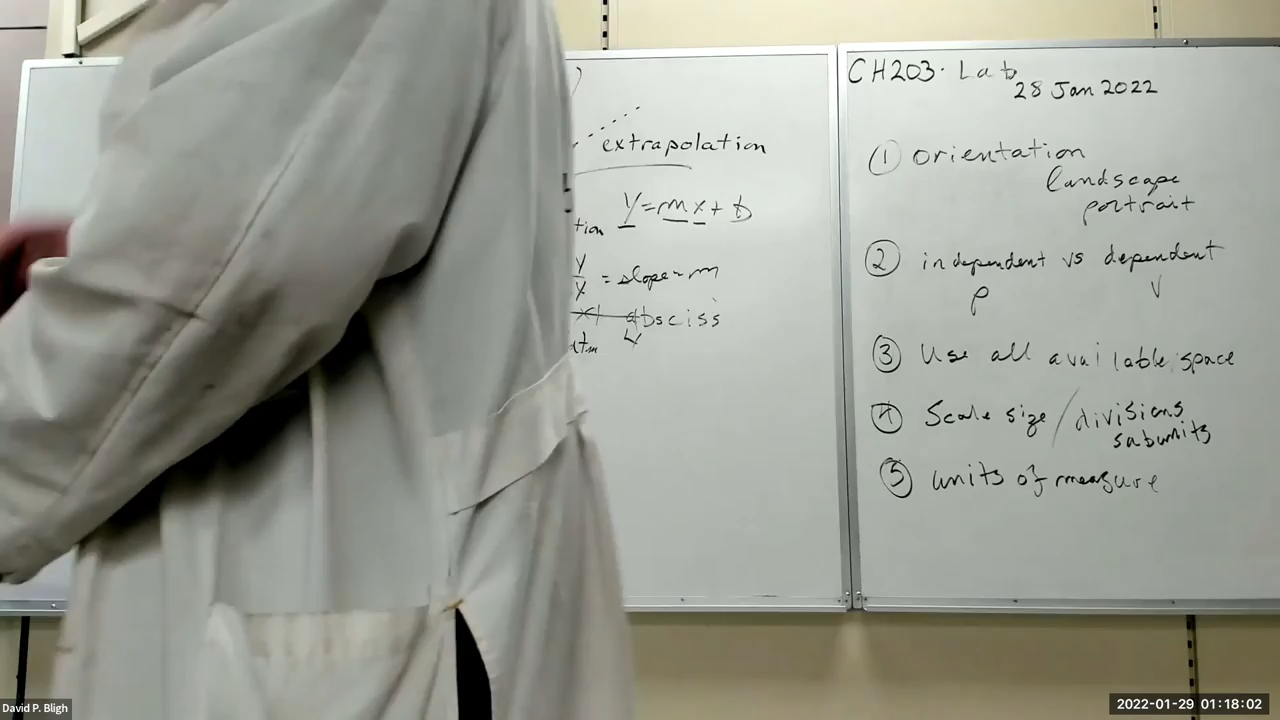 extrapolation
y=mx+b
tion
y/x = slope=m
absciss
CH203. Lab
28 Jan 2022
① orientation
landscape
portrait
② independent vs dependent
P V
③ Use all available space
④ Scale size / divisions
subunits
⑤ units of measure
David P. Bligh
2022-01-29 01:18:02